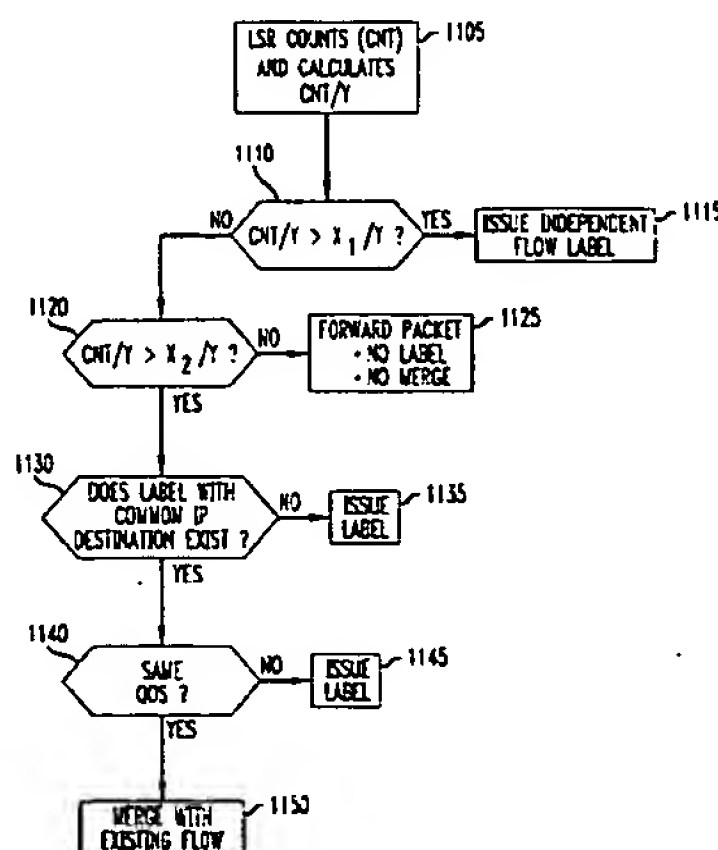 LSR COUNTS (CNT)
AND CALCULATES
CNT/Y
1105
1110
CNT/Y > X1/Y ?
NO
YES
ISSUE INDEPENDENT
FLOW LABEL
1115
1120
CNT/Y > X2/Y ?
NO
YES
FORWARD PACKET
• NO LABEL
• NO MERGE
1125
1130
DOES LABEL WITH
COMMON IP
DESTINATION EXIST ?
NO
YES
ISSUE
LABEL
1135
1140
SAME
QOS ?
NO
YES
ISSUE
LABEL
1145
MERGE WITH
EXISTING FLOW
1150